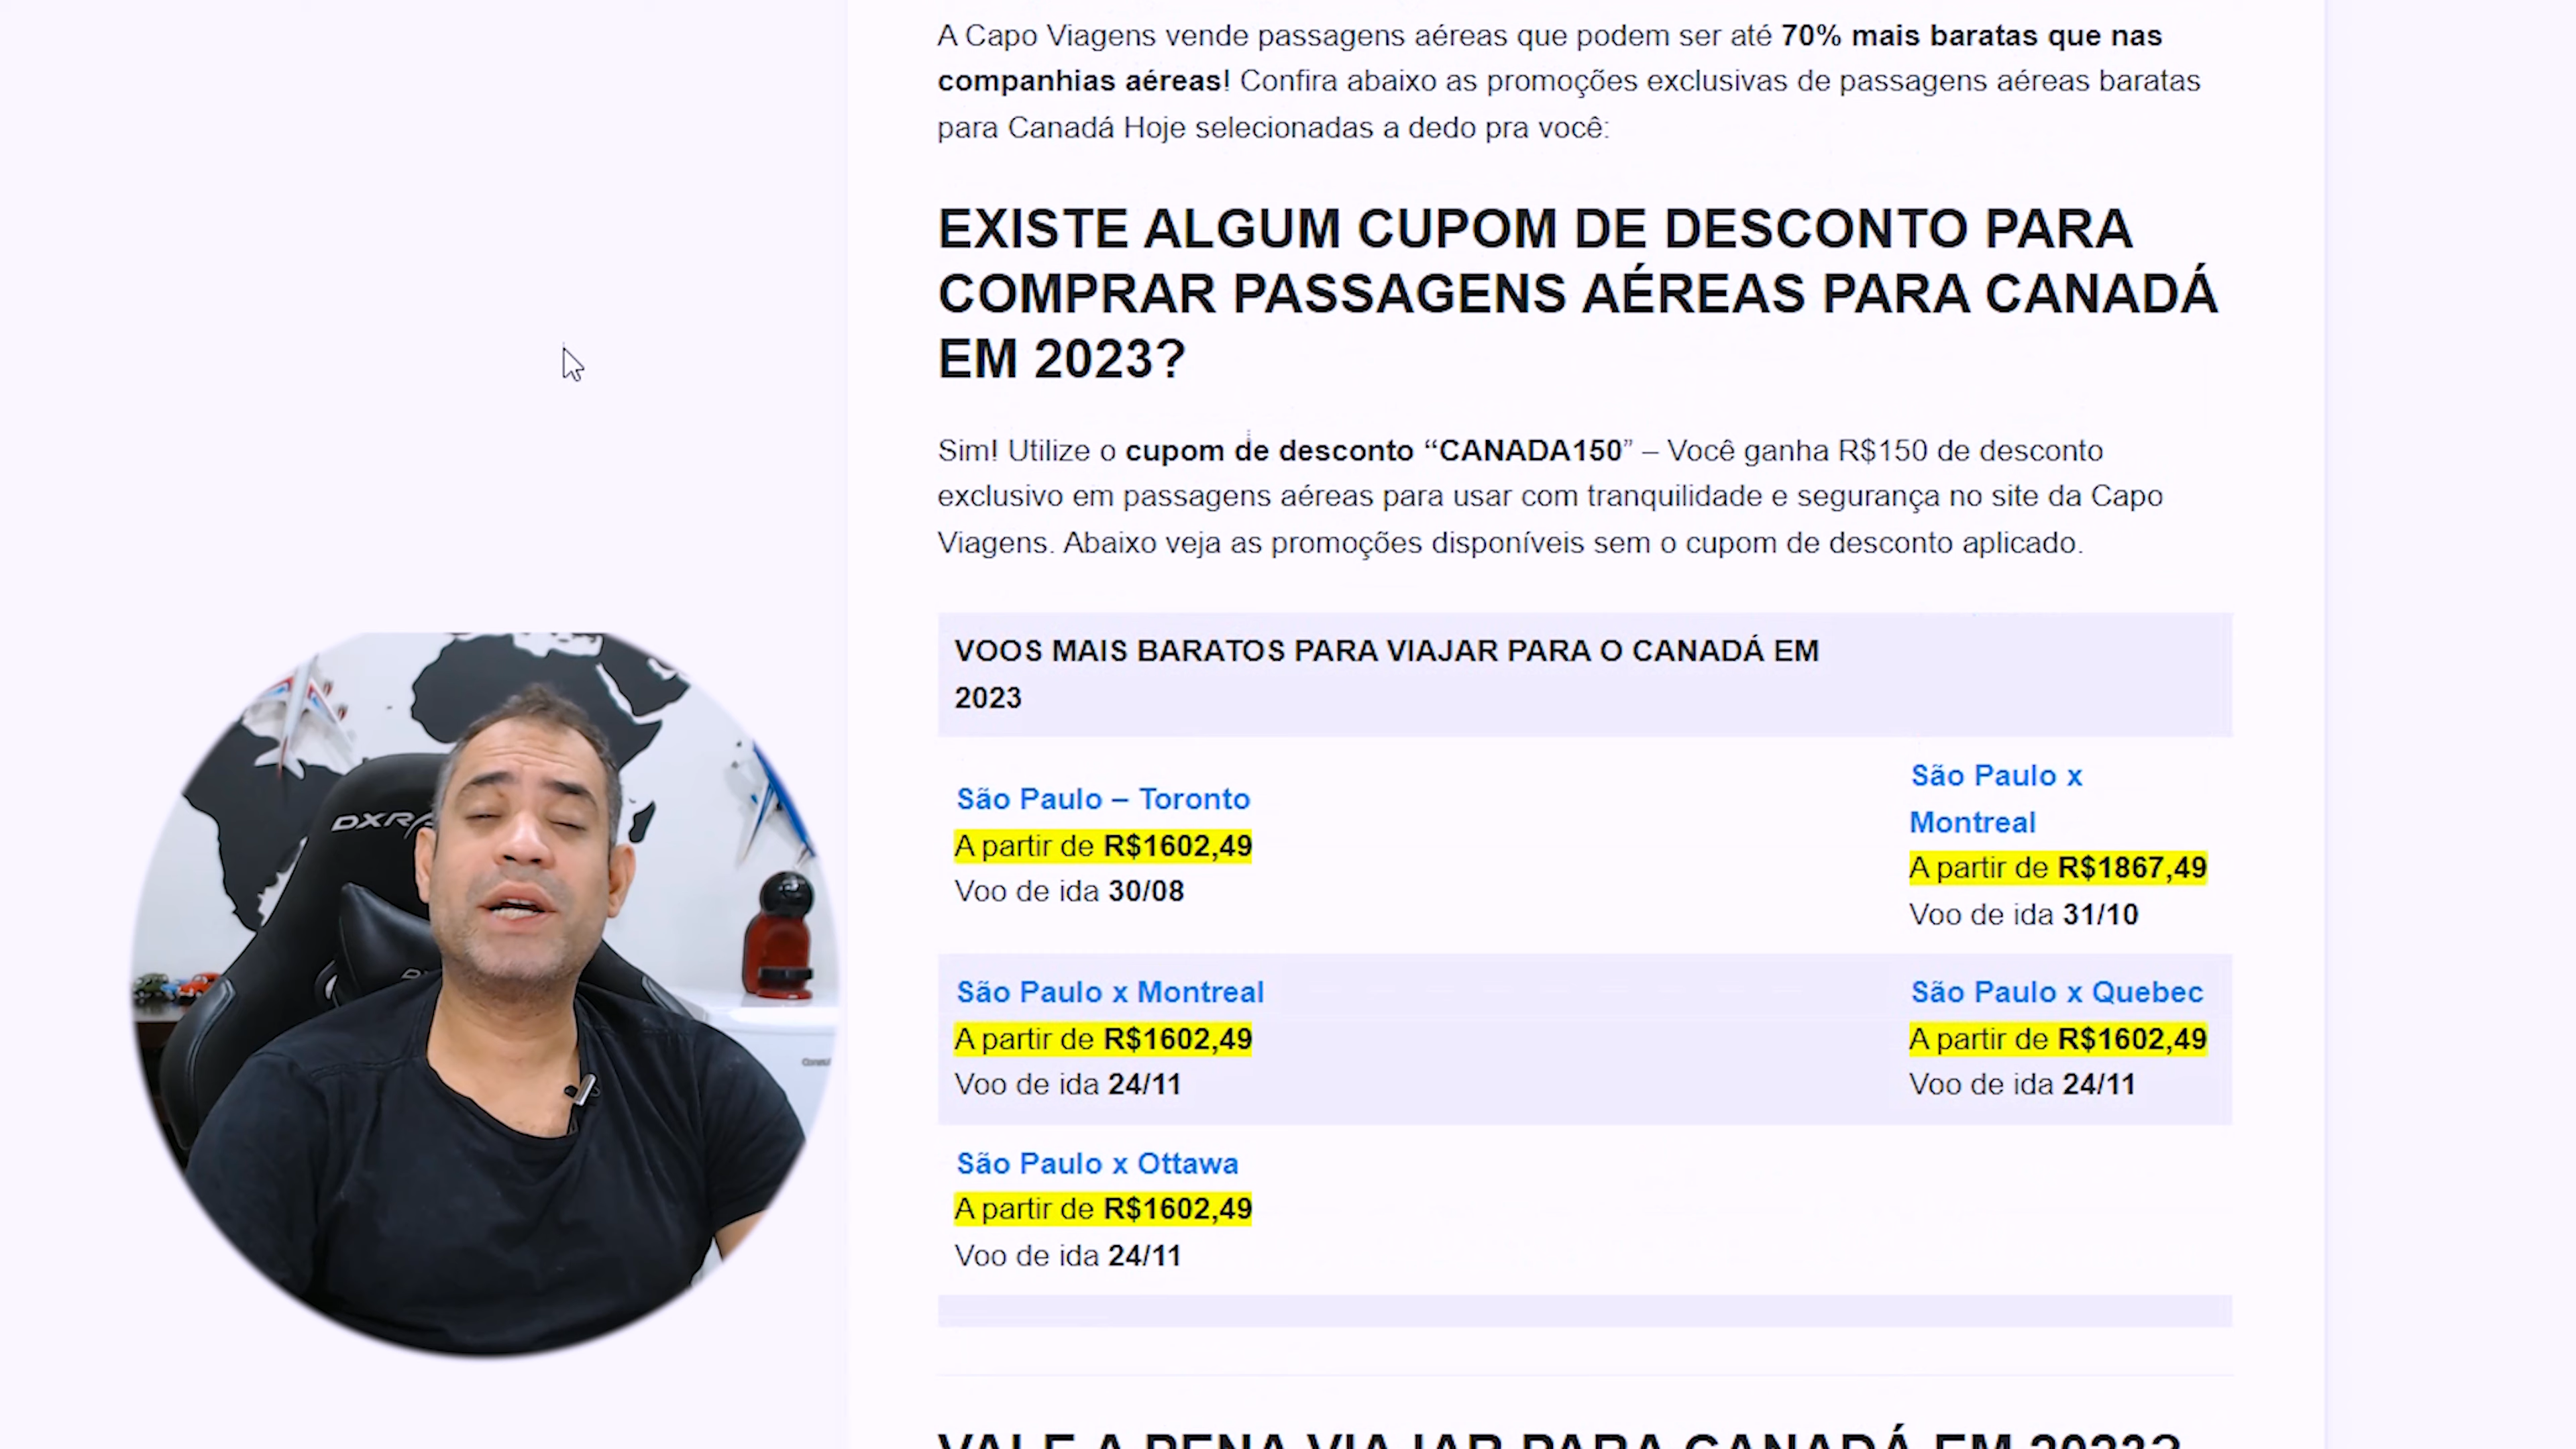 A Capo Viagens vende passagens aéreas que podem ser até 70% mais baratas que nas
companhias aéreas! Confira abaixo as promoções exclusivas de passagens aéreas baratas
para Canadá Hoje selecionadas a dedo pra você:
EXISTE ALGUM CUPOM DE DESCONTO PARA
COMPRAR PASSAGENS AÉREAS PARA CANADÁ
EM 2023?
Sim! Utilize o cupom de desconto “CANADA150” – Você ganha R$150 de desconto
exclusivo em passagens aéreas para usar com tranquilidade e segurança no site da Capo
Viagens. Abaixo veja as promoções disponíveis sem o cupom de desconto aplicado.
VOOS MAIS BARATOS PARA VIAJAR PARA O CANADÁ EM
2023
São Paulo – Toronto
A partir de R$1602,49
Voo de ida 30/08
São Paulo x
Montreal
A partir de R$1867,49
Voo de ida 31/10
São Paulo x Montreal
A partir de R$1602,49
Voo de ida 24/11
São Paulo x Quebec
A partir de R$1602,49
Voo de ida 24/11
São Paulo x Ottawa
A partir de R$1602,49
Voo de ida 24/11
VALE A PENA VIAJAR PARA CANADÁ EM 2023?